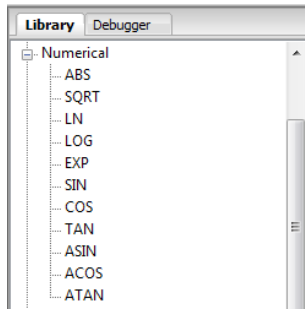 Library Debugger
Numerical
ABS
SQRT
LN
LOG
EXP
SIN
COS
TAN
ASIN
ACOS
ATAN